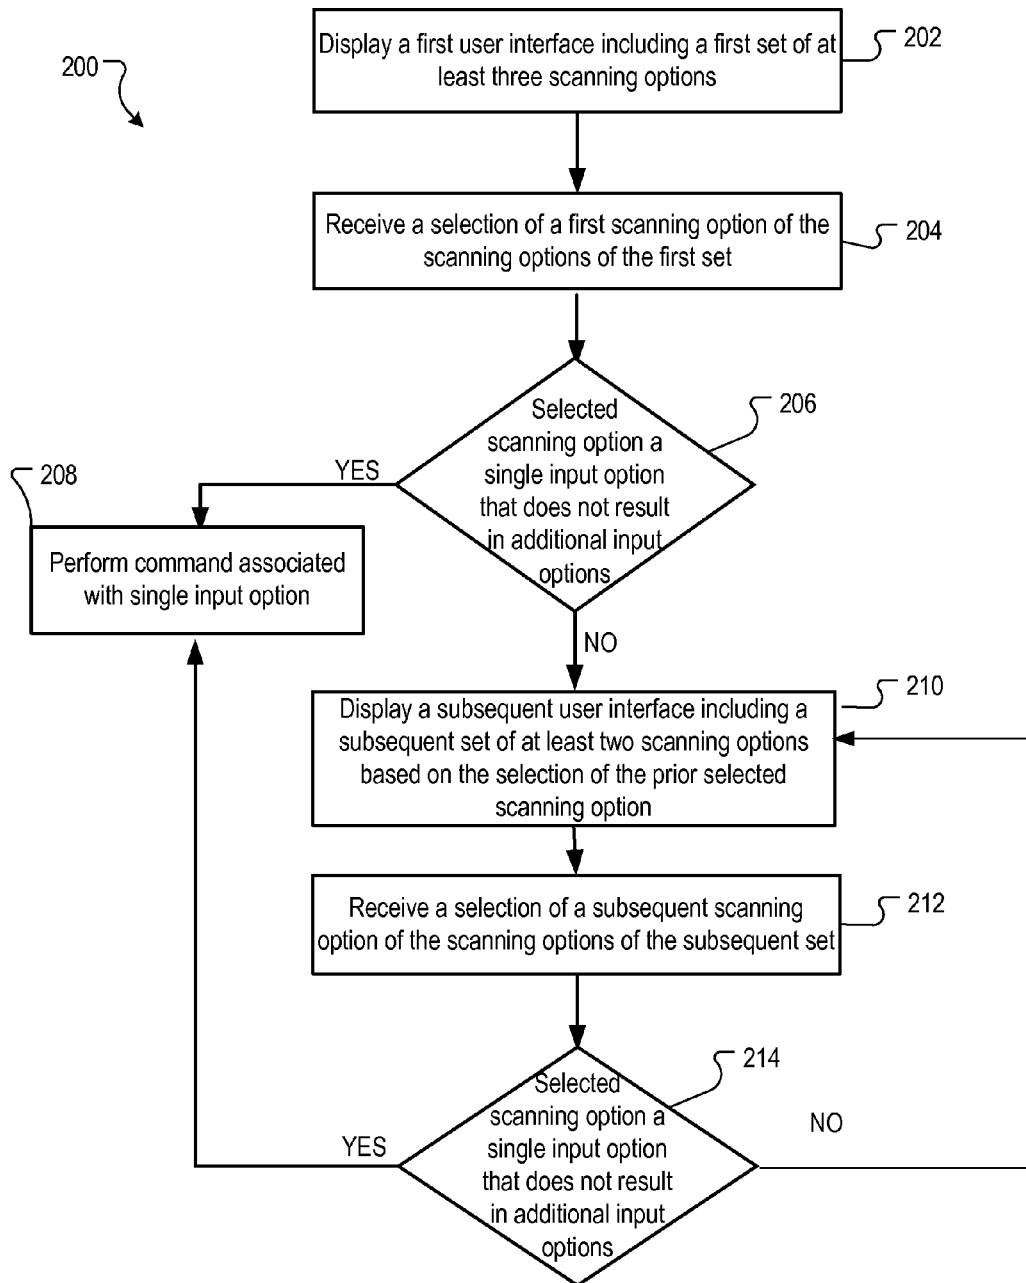 Display a first user interface including a first set of at
least three scanning options
202
200
Receive a selection of a first scanning option of the
scanning options of the first set
204
Selected
scanning option a
single input option
that does not result
in additional input
options
206
YES
208
Perform command associated
with single input option
NO
210
Display a subsequent user interface including a
subsequent set of at least two scanning options
based on the selection of the prior selected
scanning option
Receive a selection of a subsequent scanning
option of the scanning options of the subsequent set
212
Selected
scanning option a
single input option
that does not result
in additional input
options
214
YES
NO